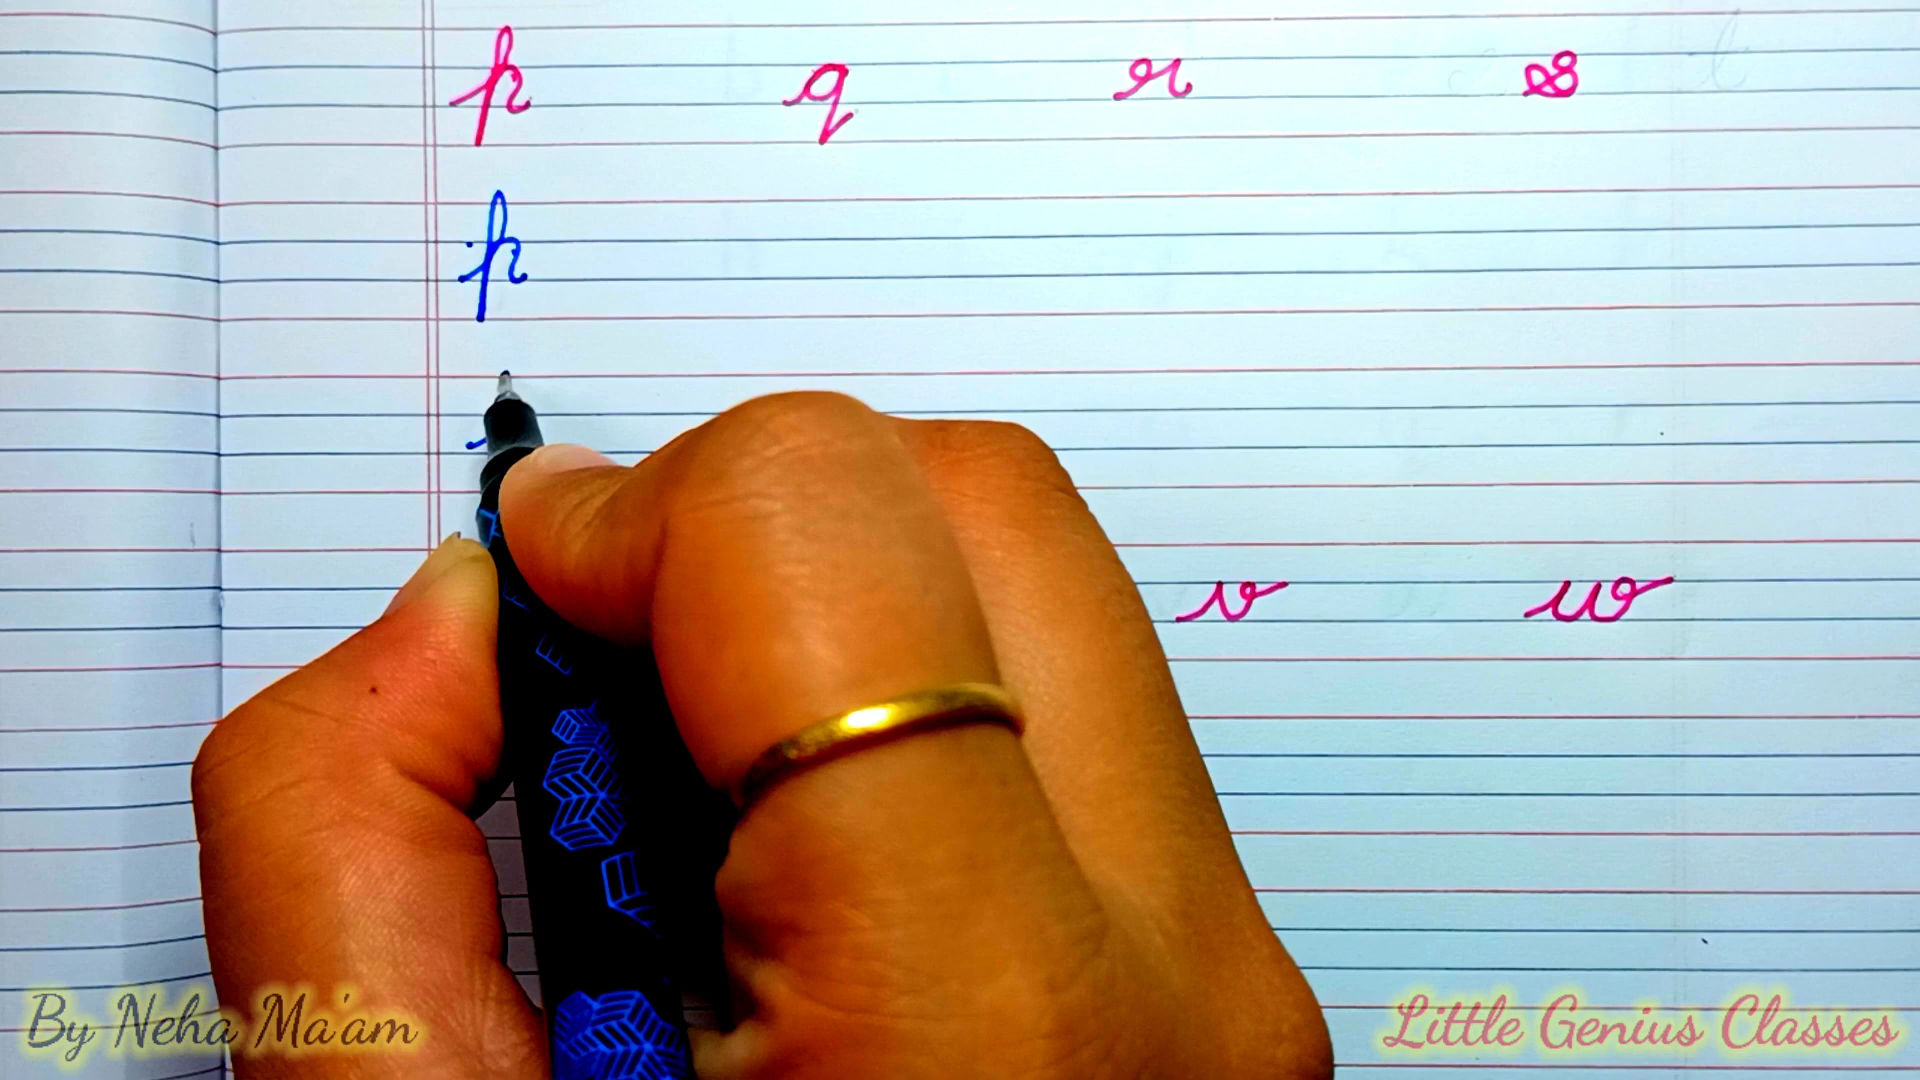 p q r s
p
v w
By Neha Ma'am
Little Genius Classes